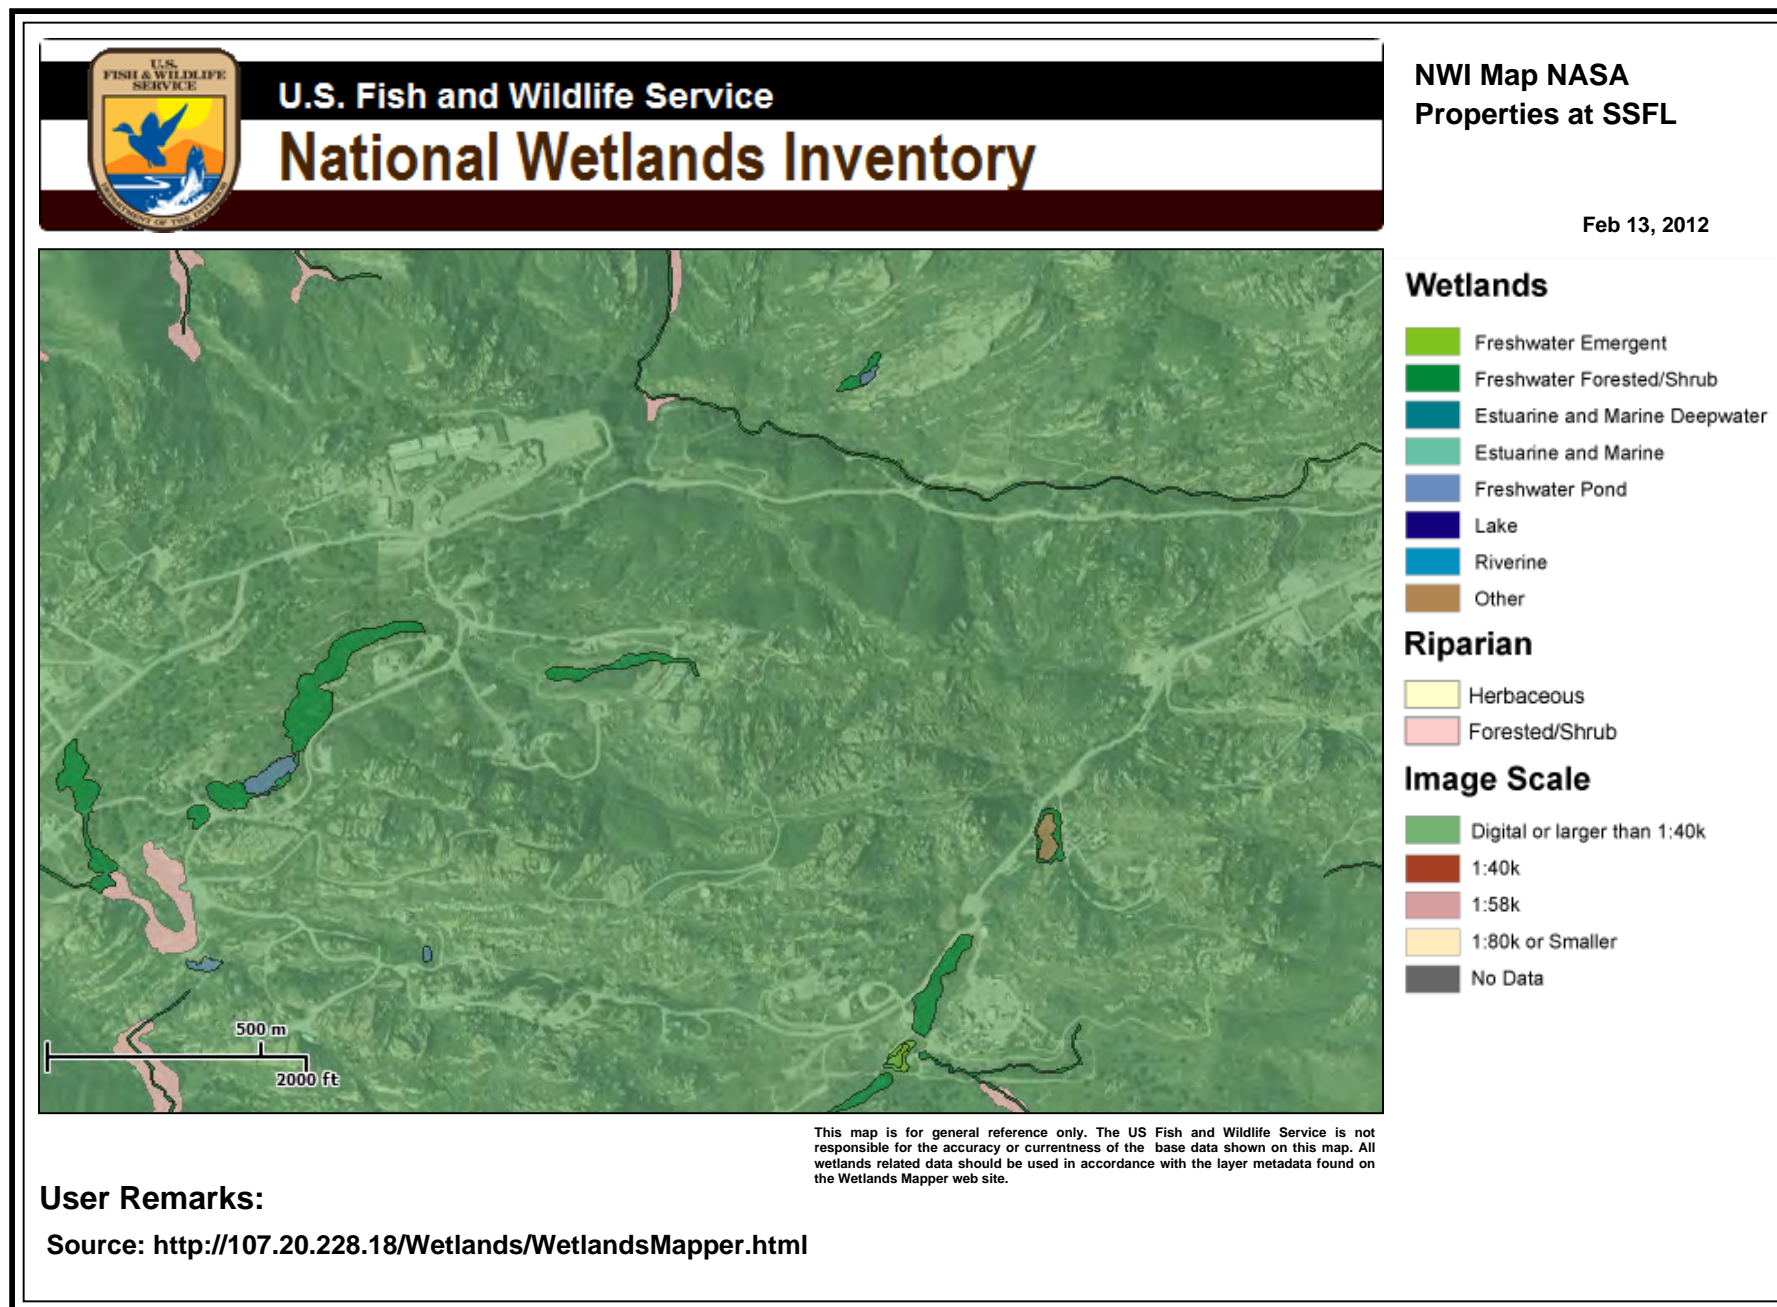 U.S.
FISH & WILDLIFE
SERVICE
DEPARTMENT OF THE INTERIOR
U.S. Fish and Wildlife Service
National Wetlands Inventory
NWI Map NASA
Properties at SSFL
Feb 13, 2012
Wetlands
Freshwater Emergent
Freshwater Forested/Shrub
Estuarine and Marine Deepwater
Estuarine and Marine
Freshwater Pond
Lake
Riverine
Other
Riparian
Herbaceous
Forested/Shrub
Image Scale
Digital or larger than 1:40k
1:40k
1:58k
1:80k or Smaller
No Data
500 m
2000 ft
This map is for general reference only. The US Fish and Wildlife Service is not
responsible for the accuracy or currentness of the base data shown on this map. All
wetlands related data should be used in accordance with the layer metadata found on
the Wetlands Mapper web site.
User Remarks:
Source: http://107.20.228.18/Wetlands/WetlandsMapper.html